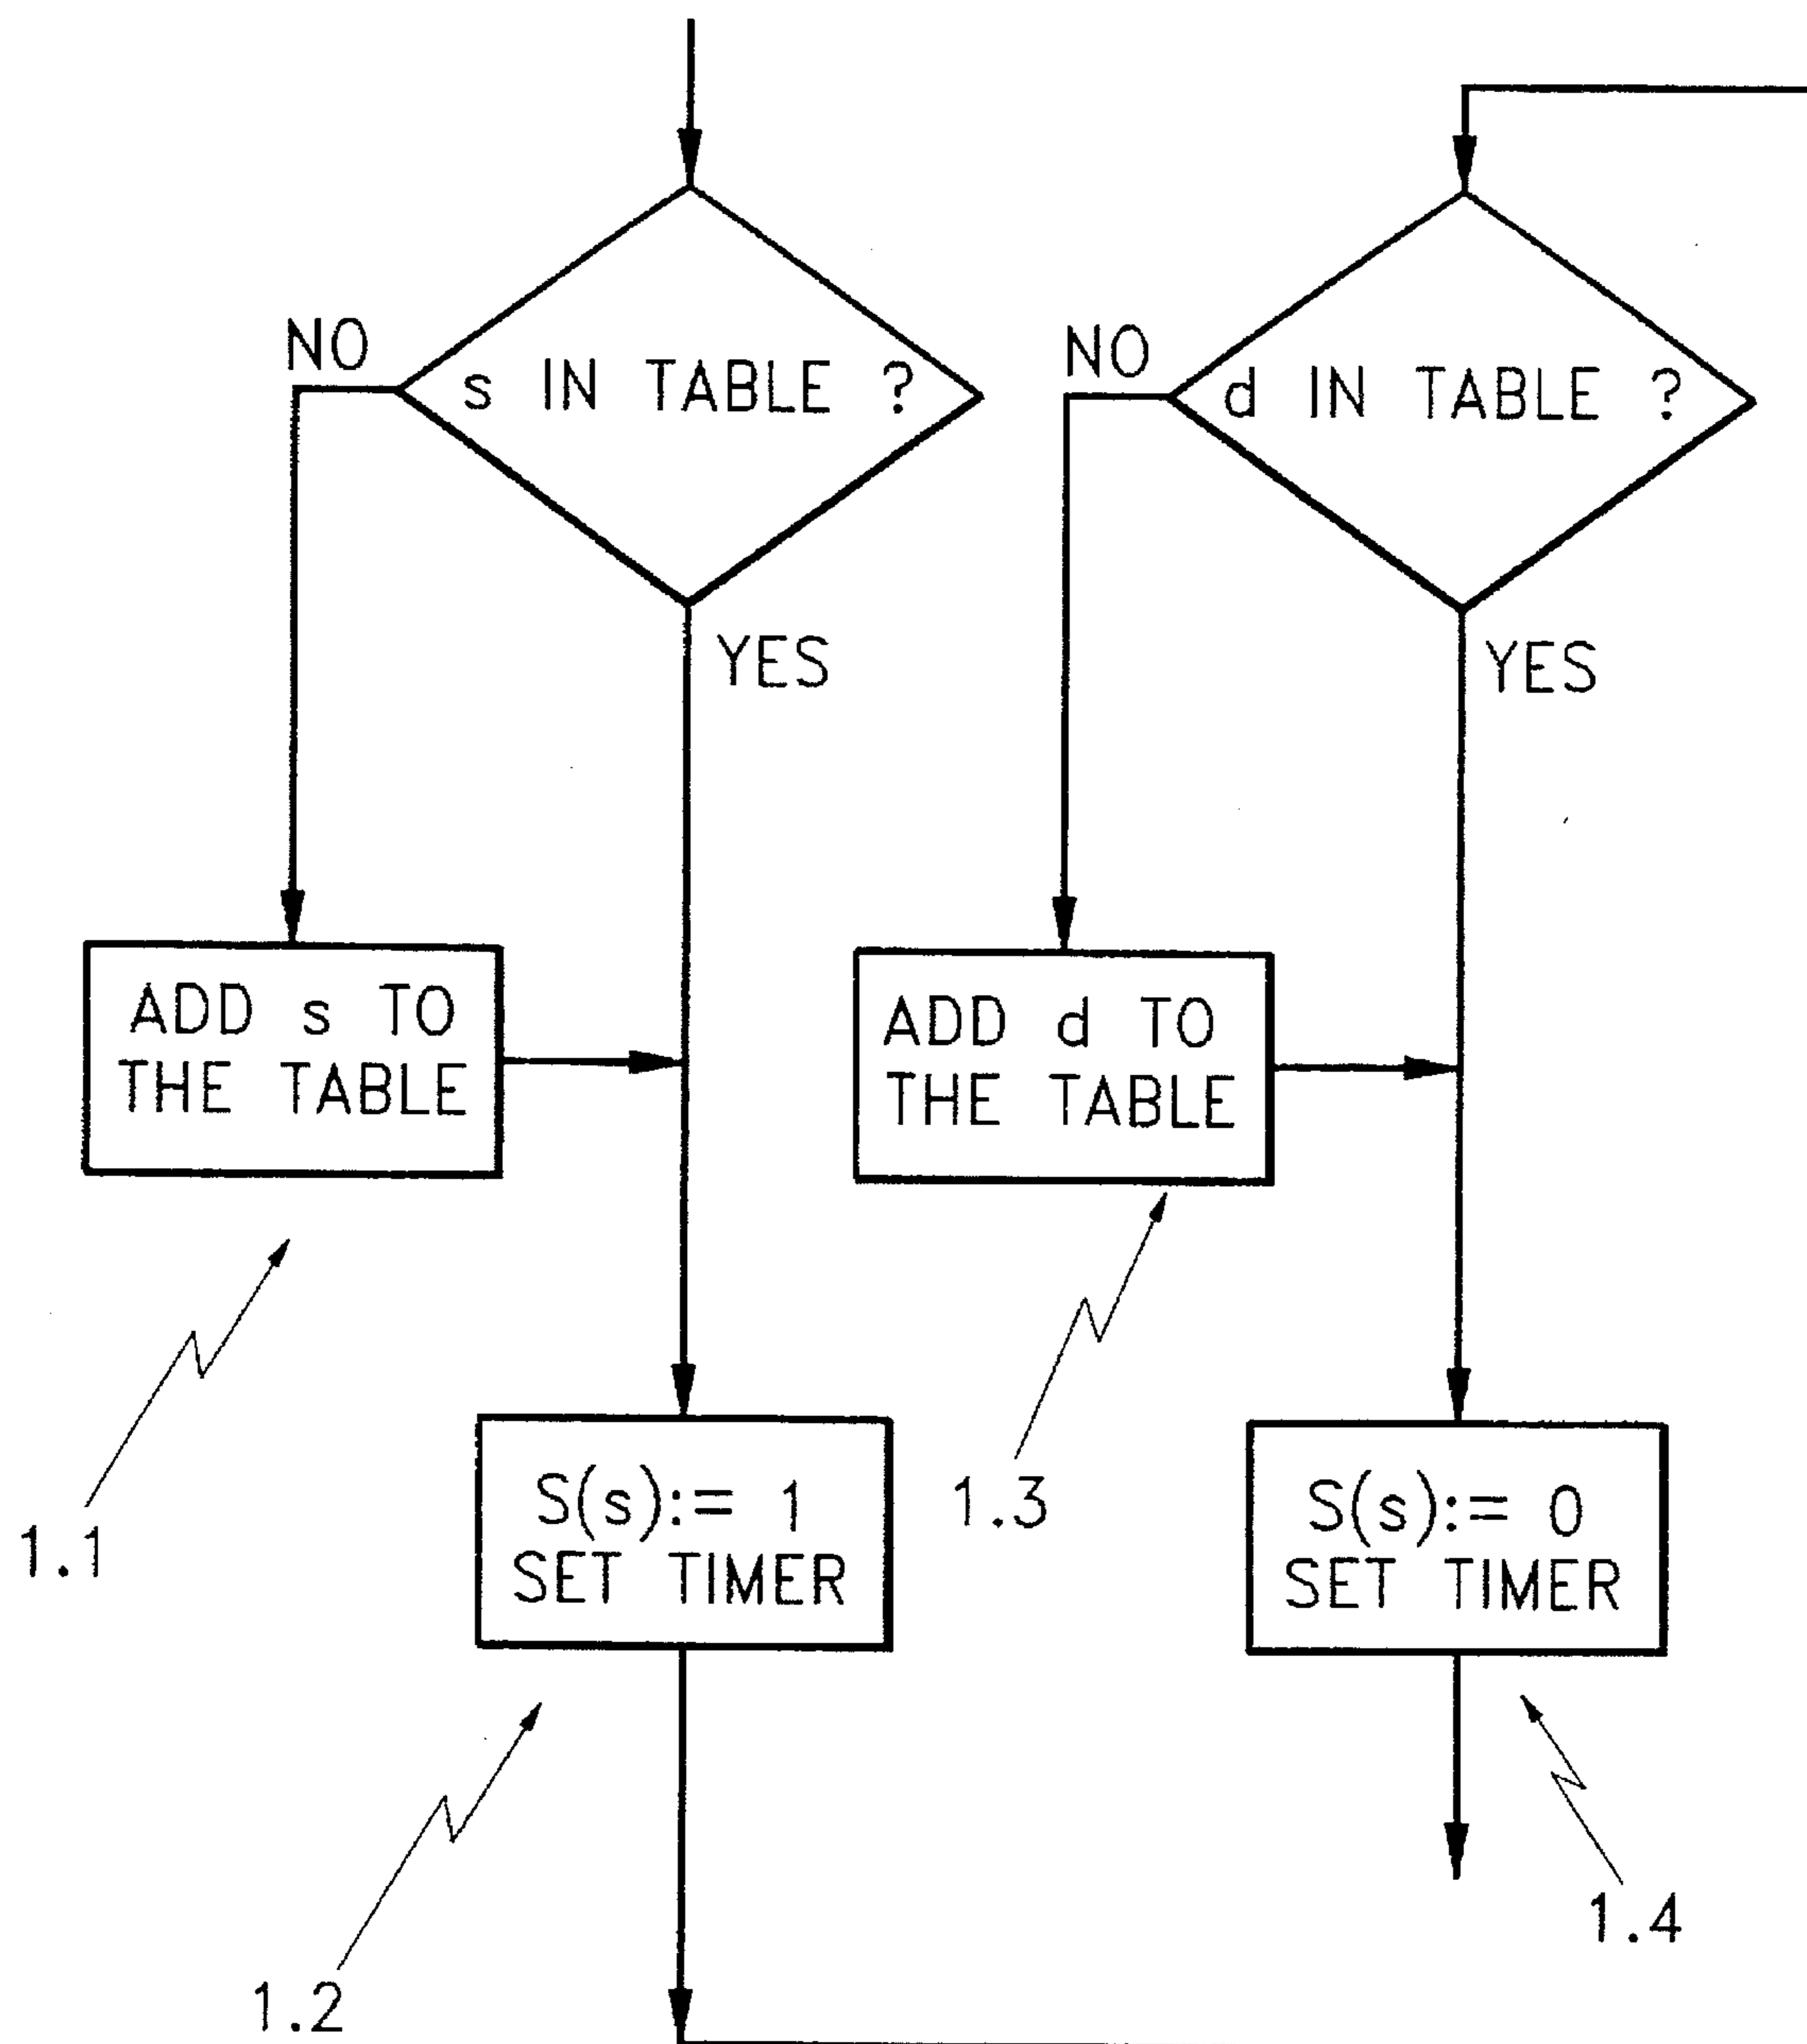 NO
s IN TABLE ?
YES
ADD s TO
THE TABLE
1.1
S(s):= 1
SET TIMER
1.2
NO
d IN TABLE ?
YES
ADD d TO
THE TABLE
1.3
S(s):= 0
SET TIMER
1.4